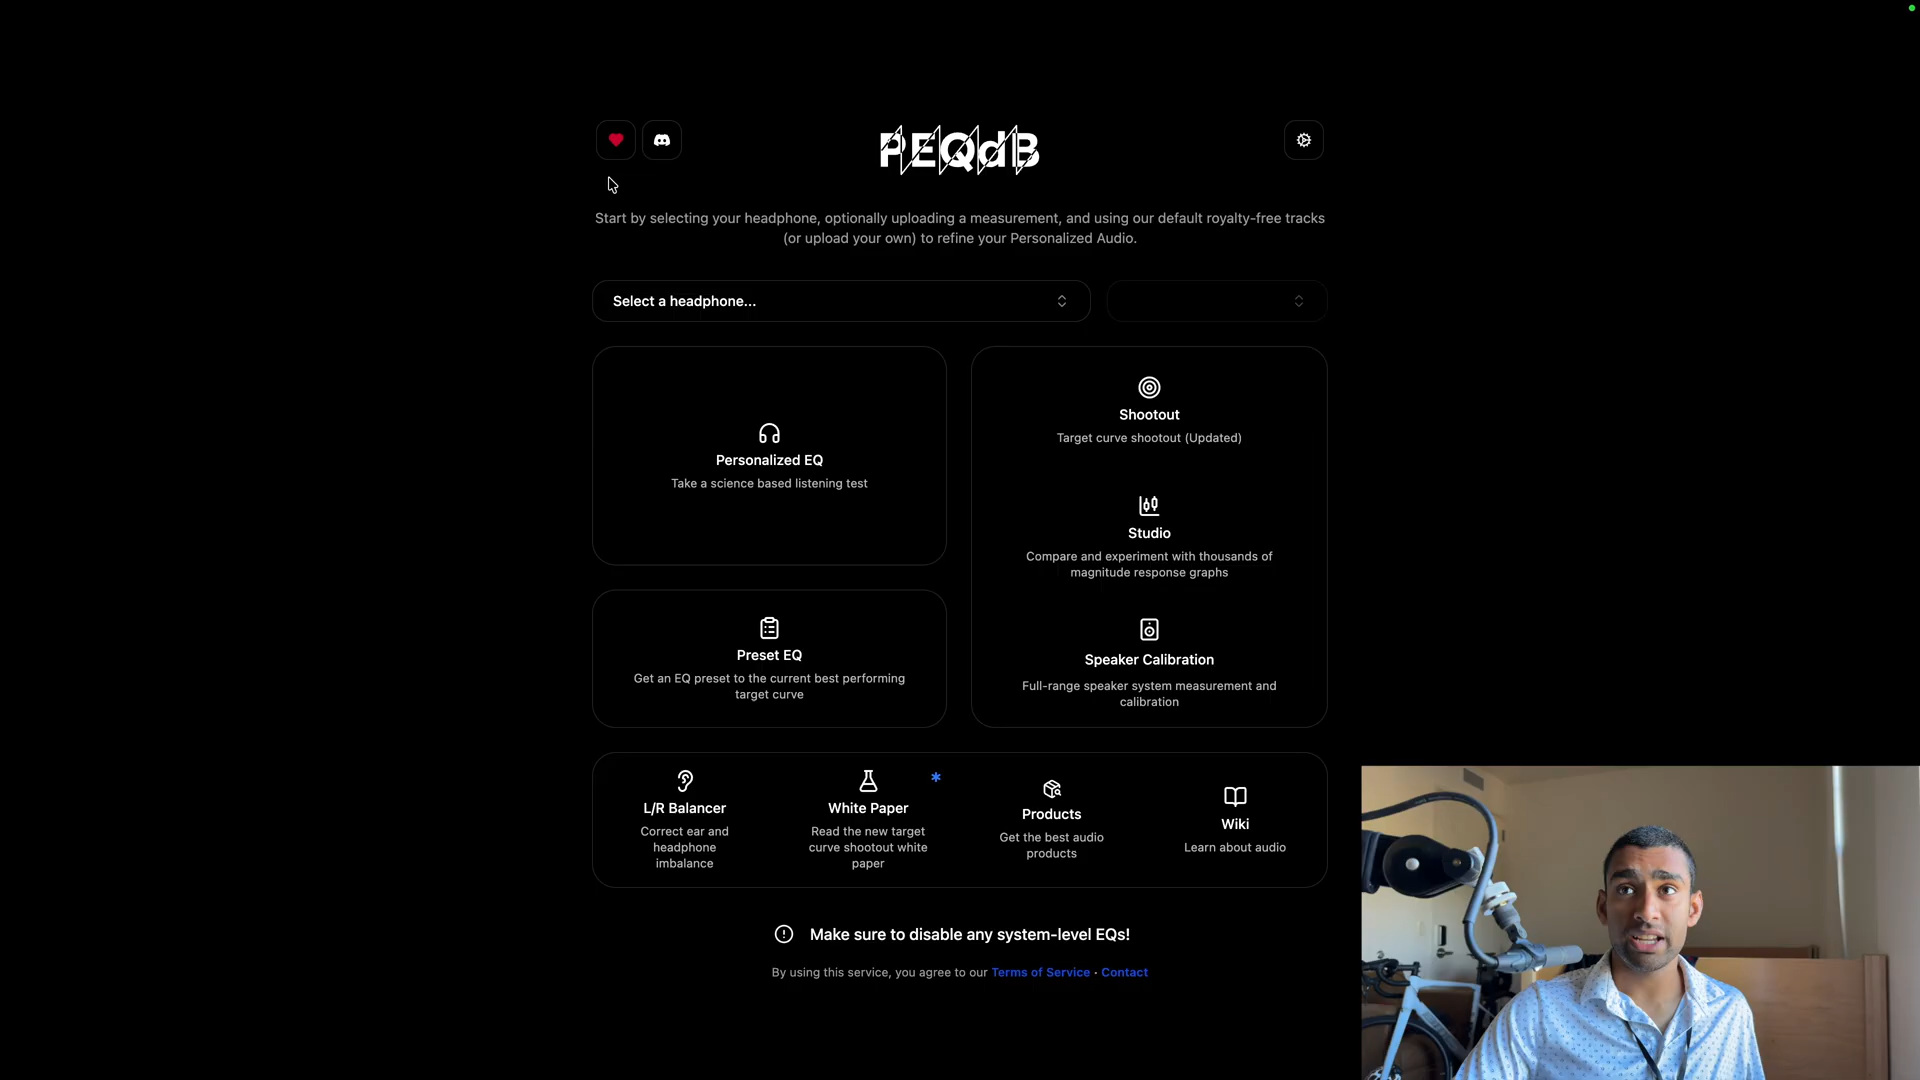 PEQdB
Start by selecting your headphone, optionally uploading a measurement, and using our default royalty-free tracks
(or upload your own) to refine your Personalized Audio.
Select a headphone...
Personalized EQ
Take a science based listening test
Shootout
Target curve shootout (Updated)
Studio
Compare and experiment with thousands of
magnitude response graphs
Preset EQ
Get an EQ preset to the current best performing
target curve
Speaker Calibration
Full-range speaker system measurement and
calibration
L/R Balancer
Correct ear and
headphone
imbalance
White Paper
Read the new target
curve shootout white
paper
*
Products
Get the best audio
products
Wiki
Learn about audio
Make sure to disable any system-level EQs!
By using this service, you agree to our Terms of Service · Contact